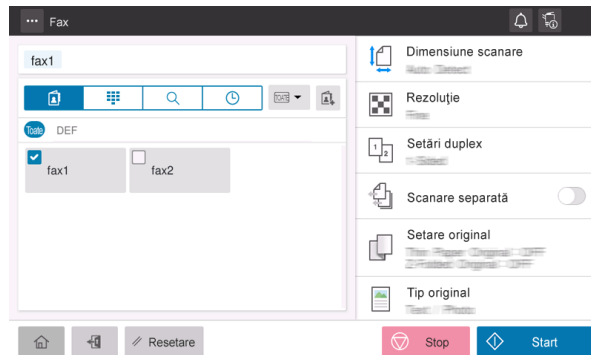 Fax
fax1
Dimensiune scanare
Rezoluție
TOATE
Toate DEF
Setări duplex
fax1 fax2
Scanare separată
Setare original
Tip original
Resetare
Stop
Start